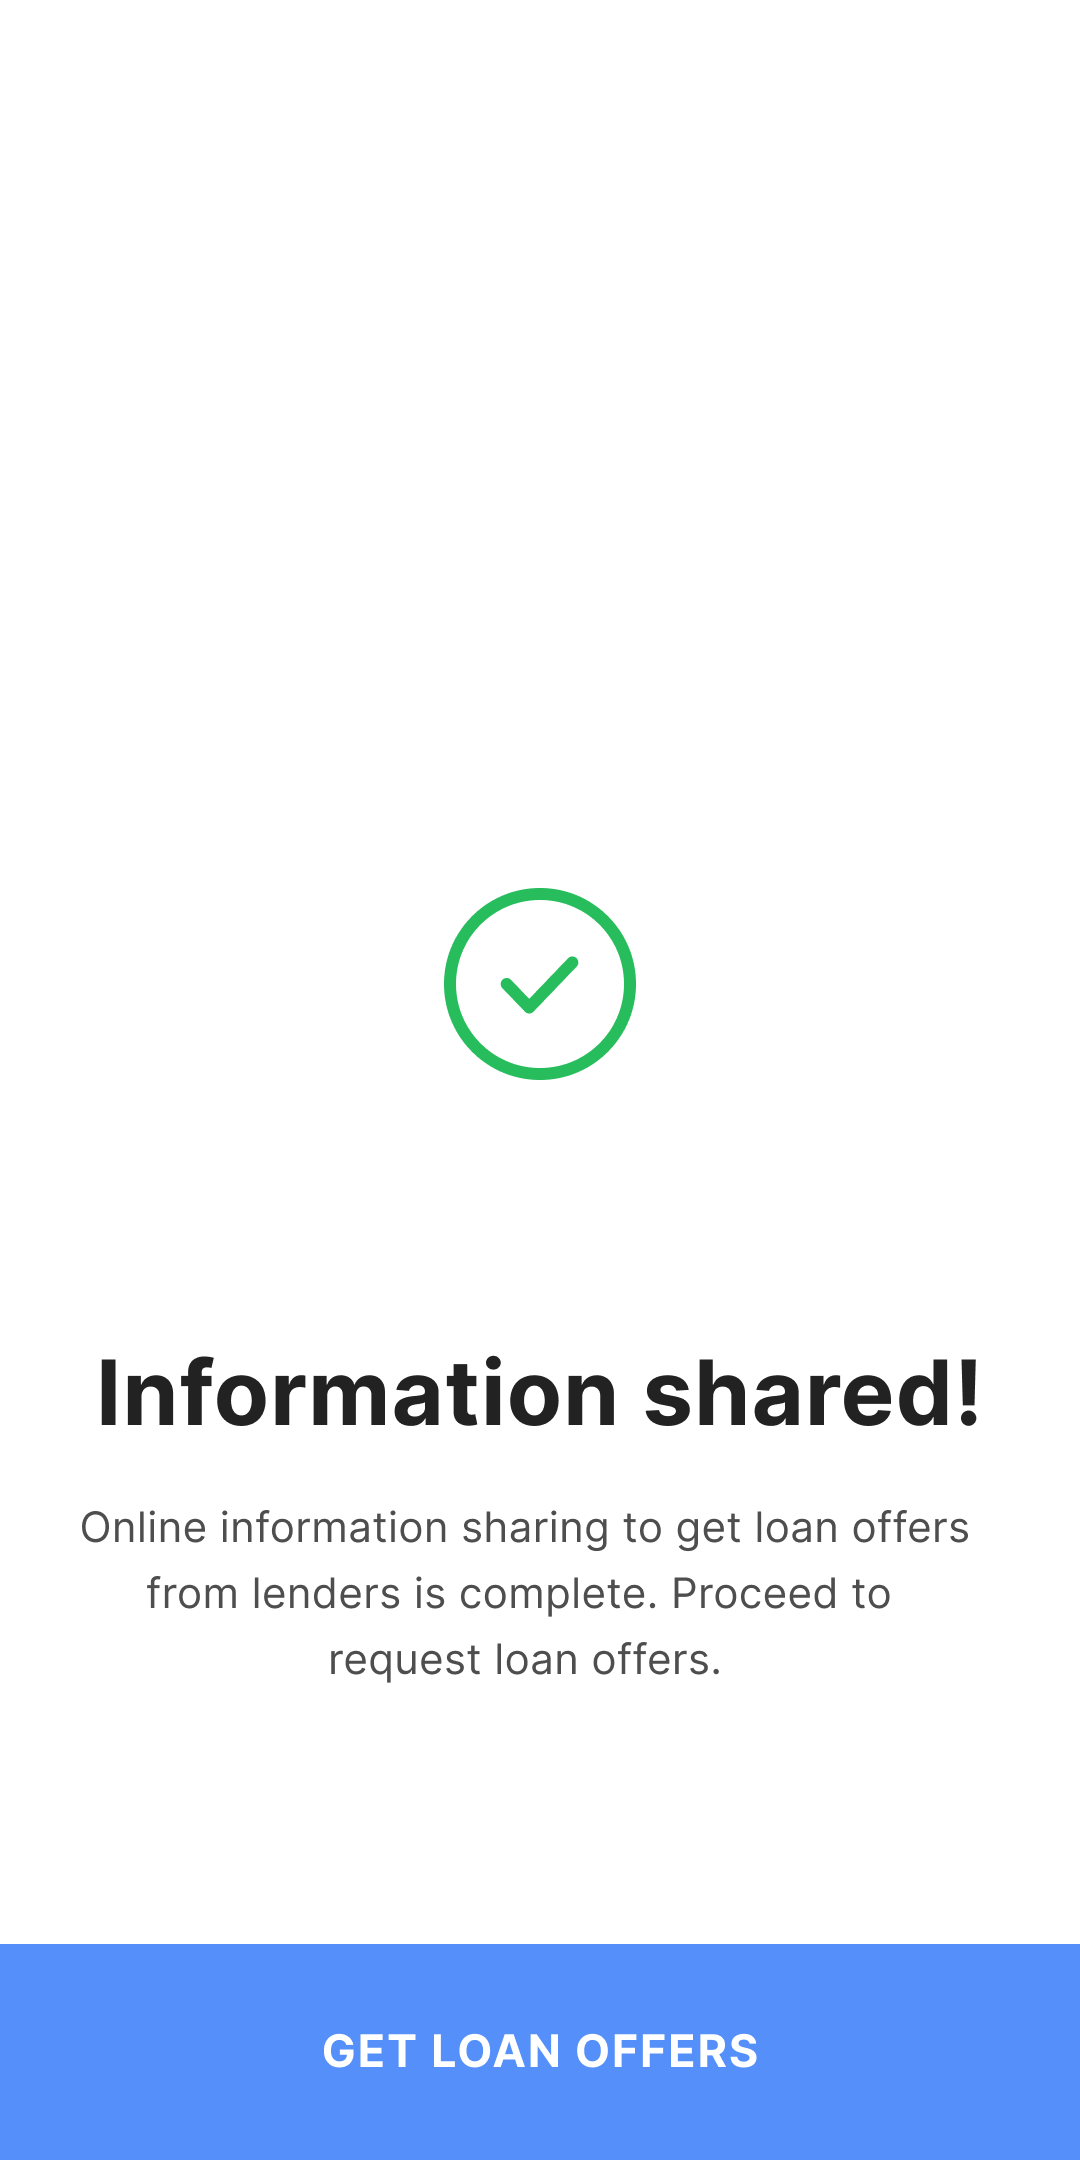 Information shared!
Online information sharing to get loan offers
from lenders is complete. Proceed to
request loan offers.
GET LOAN OFFERS